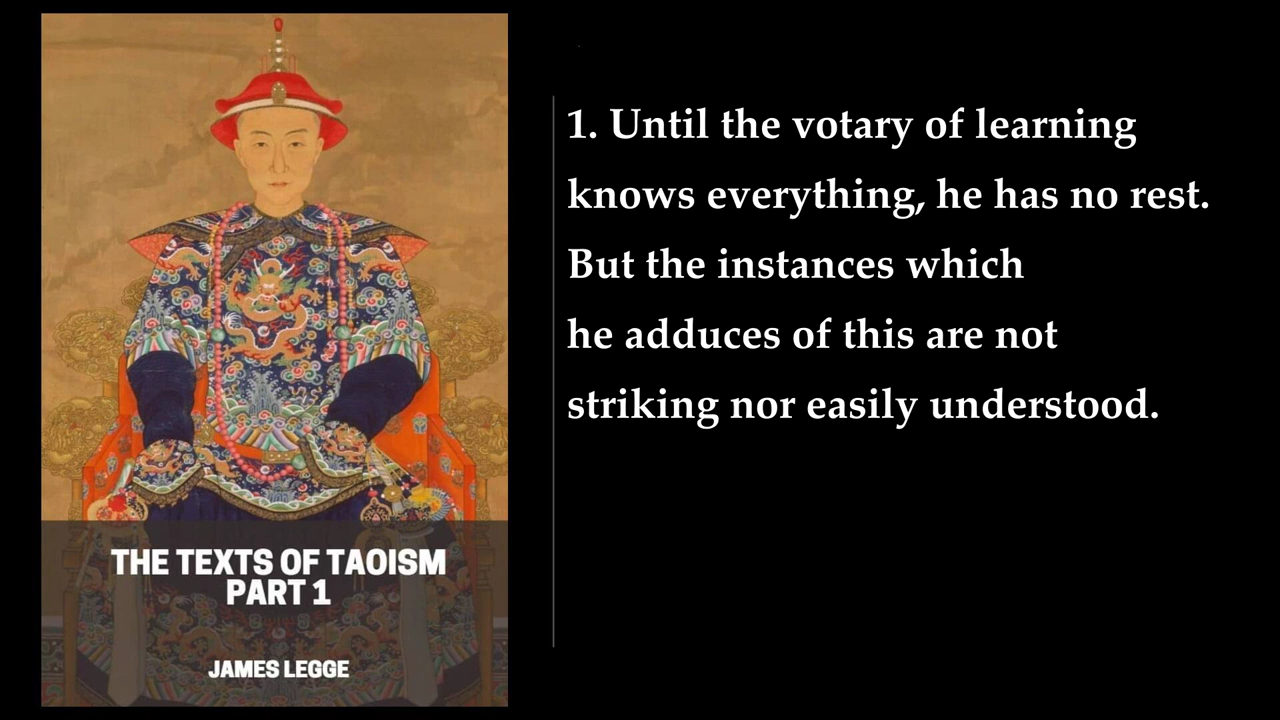 THE TEXTS OF TAOISM
PART 1
JAMES LEGGE
1. Until the votary of learning
knows everything, he has no rest.
But the instances which
he adduces of this are not
striking nor easily understood.